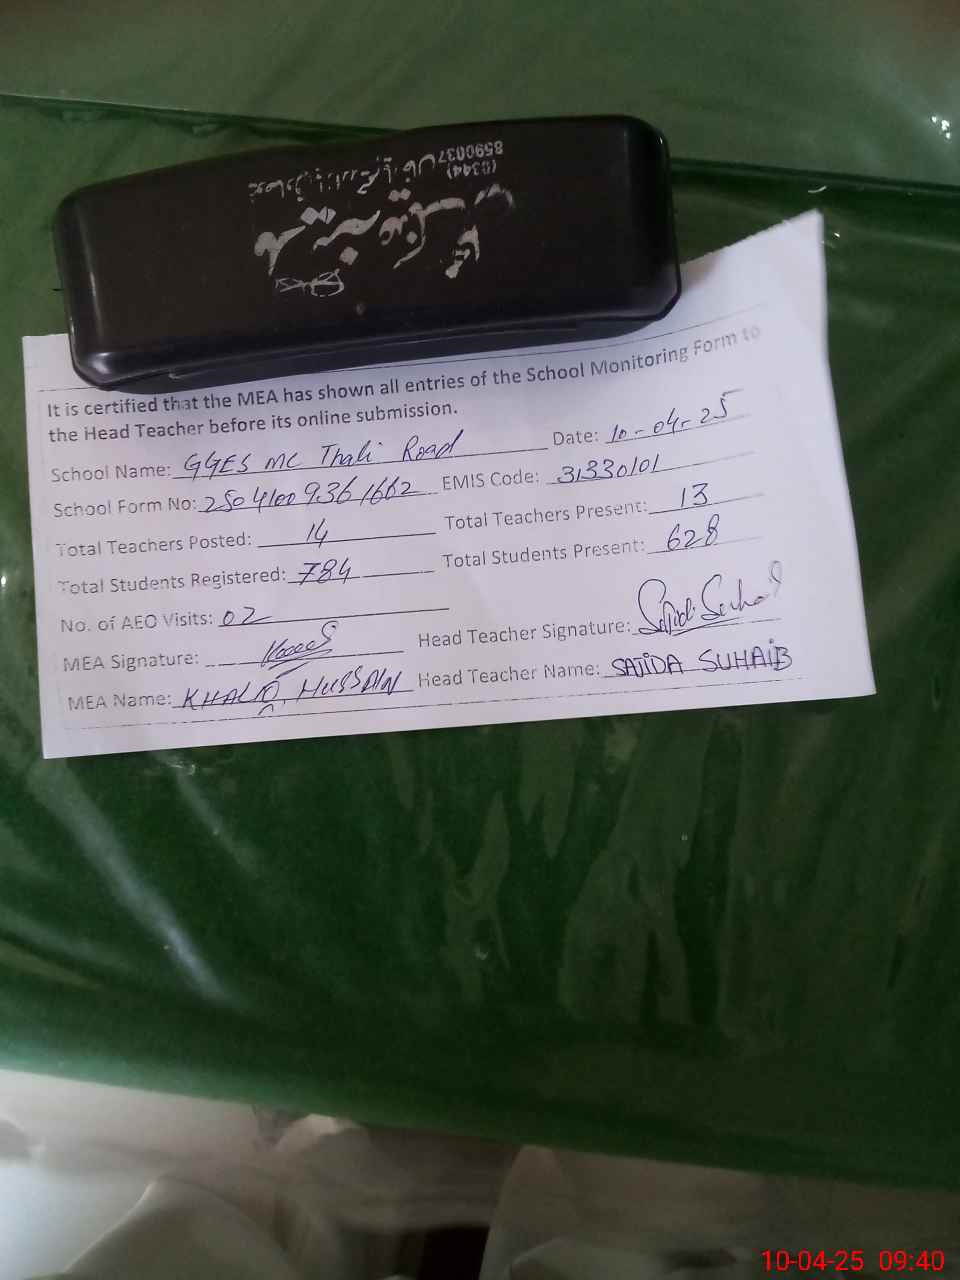 (0344)
8590037
It is certified that the MEA has shown all entries of the School Monitoring Form to
the Head Teacher before its online submission.
School Name: GGES MC Thali Road Date: 10-04-25
School Form No: 25041009361662 EMIS Code: 31330101
Total Teachers Posted: 14 Total Teachers Present: 13
Total Students Registered: 784 Total Students Present: 628
No. of AEO Visits: 02
MEA Signature: Head Teacher Signature:
MEA Name: KHALIQ HUSSAIN Head Teacher Name: SAJIDA SUHAIB
10-04-25 09:40